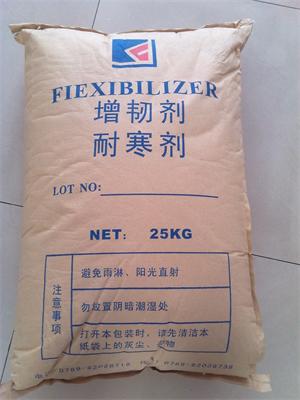 FIEXIBILIZER
增韧剂
耐寒剂
LOT NO:
NET: 25KG
注意事项
避免雨淋、阳光直射
勿放置阴暗潮湿处
打开本包装时，请先清洁本
纸袋上的灰尘、杂物